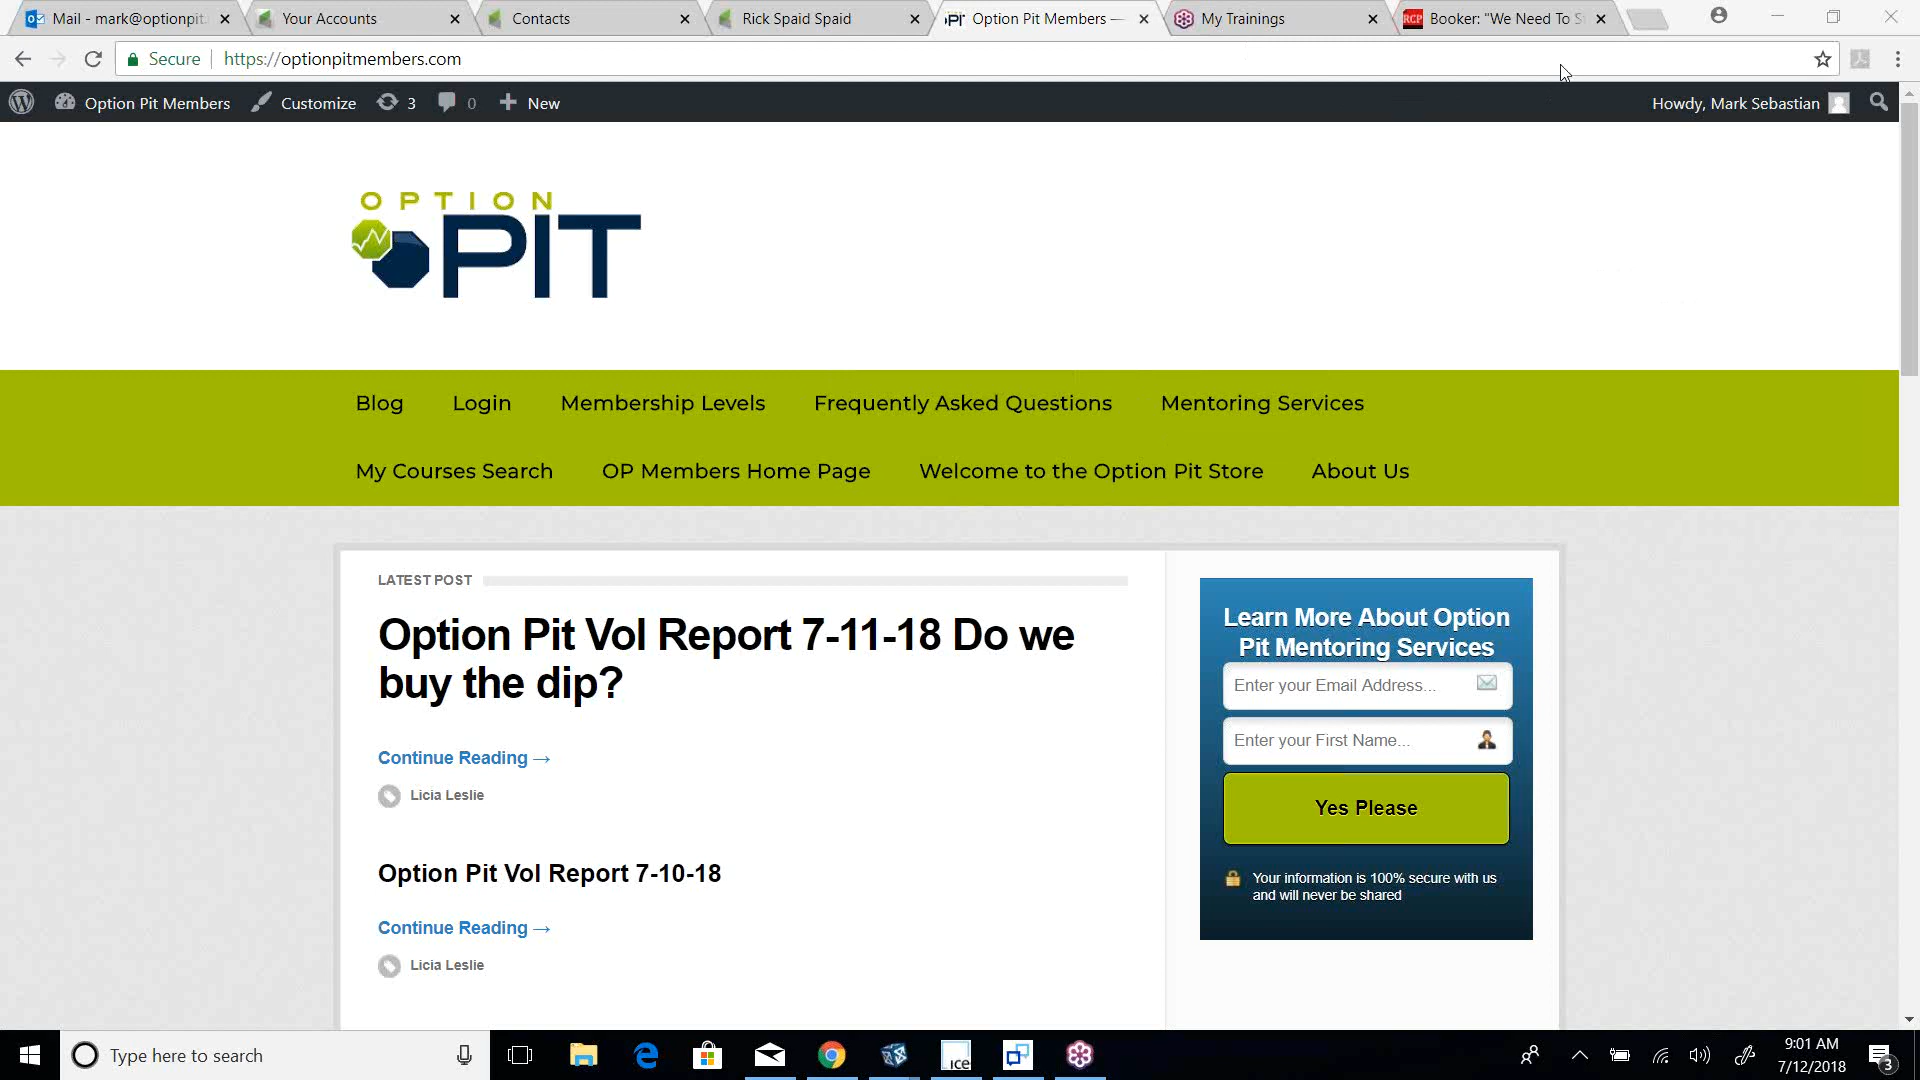 Mail - mark@optionpit.
Your Accounts
Contacts
Rick Spaid Spaid
Option Pit Members —
My Trainings
Booker: "We Need To S
Secure
https://optionpitmembers.com
Option Pit Members
Customize
3
0
New
Howdy, Mark Sebastian
OPTION
PIT
Blog
Login
Membership Levels
Frequently Asked Questions
Mentoring Services
My Courses Search
OP Members Home Page
Welcome to the Option Pit Store
About Us
LATEST POST
Option Pit Vol Report 7-11-18 Do we
buy the dip?
Continue Reading →
Licia Leslie
Option Pit Vol Report 7-10-18
Continue Reading →
Licia Leslie
Learn More About Option
Pit Mentoring Services
Enter your Email Address...
Enter your First Name...
Yes Please
Your information is 100% secure with us
and will never be shared
Type here to search
ice
9:01 AM
7/12/2018
3